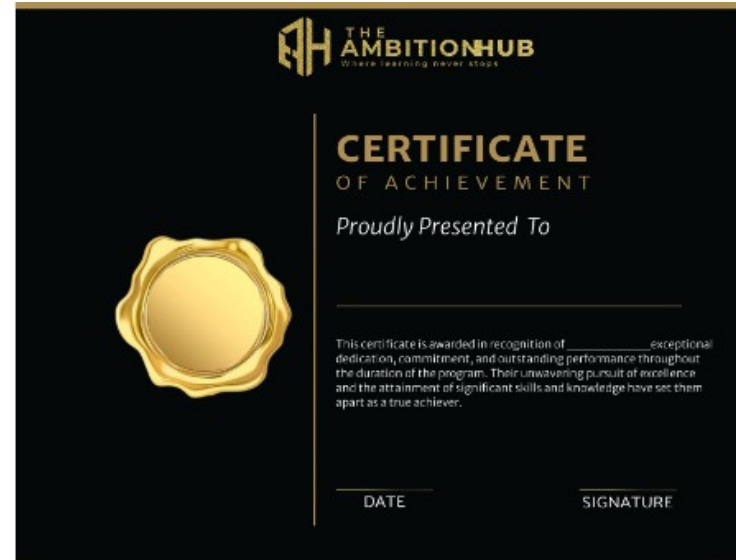 THE
AMBITIONHUB
Where learning never stops
CERTIFICATE
OF ACHIEVEMENT
Proudly Presented To
This certificate is awarded in recognition of ______________exceptional
dedication, commitment, and outstanding performance throughout
the duration of the program. Their unwavering pursuit of excellence
and the attainment of significant skills and knowledge have set them
apart as a true achiever.
DATE
SIGNATURE